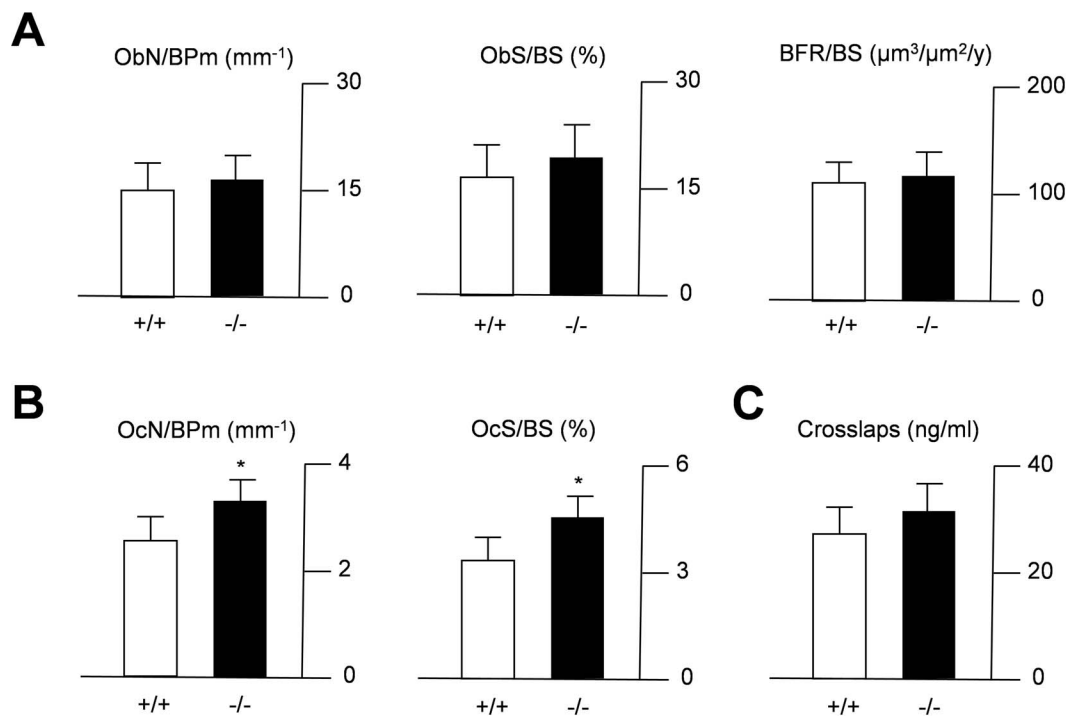 A
ObN/BPm (mm⁻¹)
30
15
0
+/+ -/-
ObS/BS (%)
30
15
0
+/+ -/-
BFR/BS (µm³/µm²/y)
200
100
0
+/+ -/-
B
OcN/BPm (mm⁻¹)
*
4
2
0
+/+ -/-
OcS/BS (%)
*
6
3
0
+/+ -/-
C
Crosslaps (ng/ml)
40
20
0
+/+ -/-